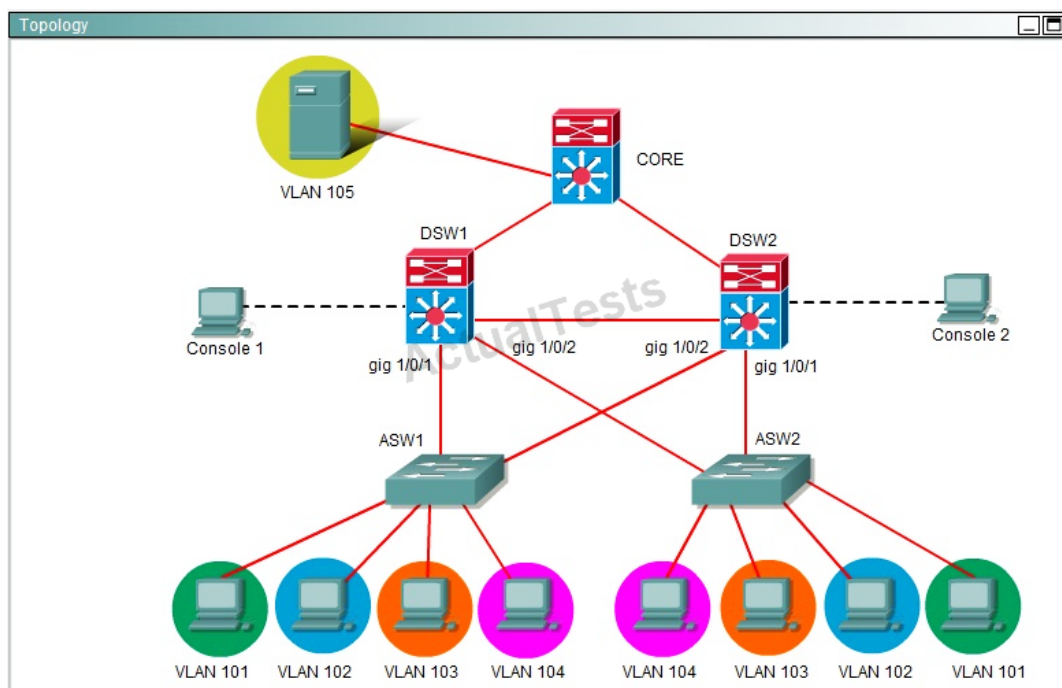 Topology
VLAN 105
CORE
DSW1
DSW2
Console 1
Console 2
ActualTests
gig 1/0/1
gig 1/0/2
gig 1/0/2
gig 1/0/1
ASW1
ASW2
VLAN 101
VLAN 102
VLAN 103
VLAN 104
VLAN 104
VLAN 103
VLAN 102
VLAN 101